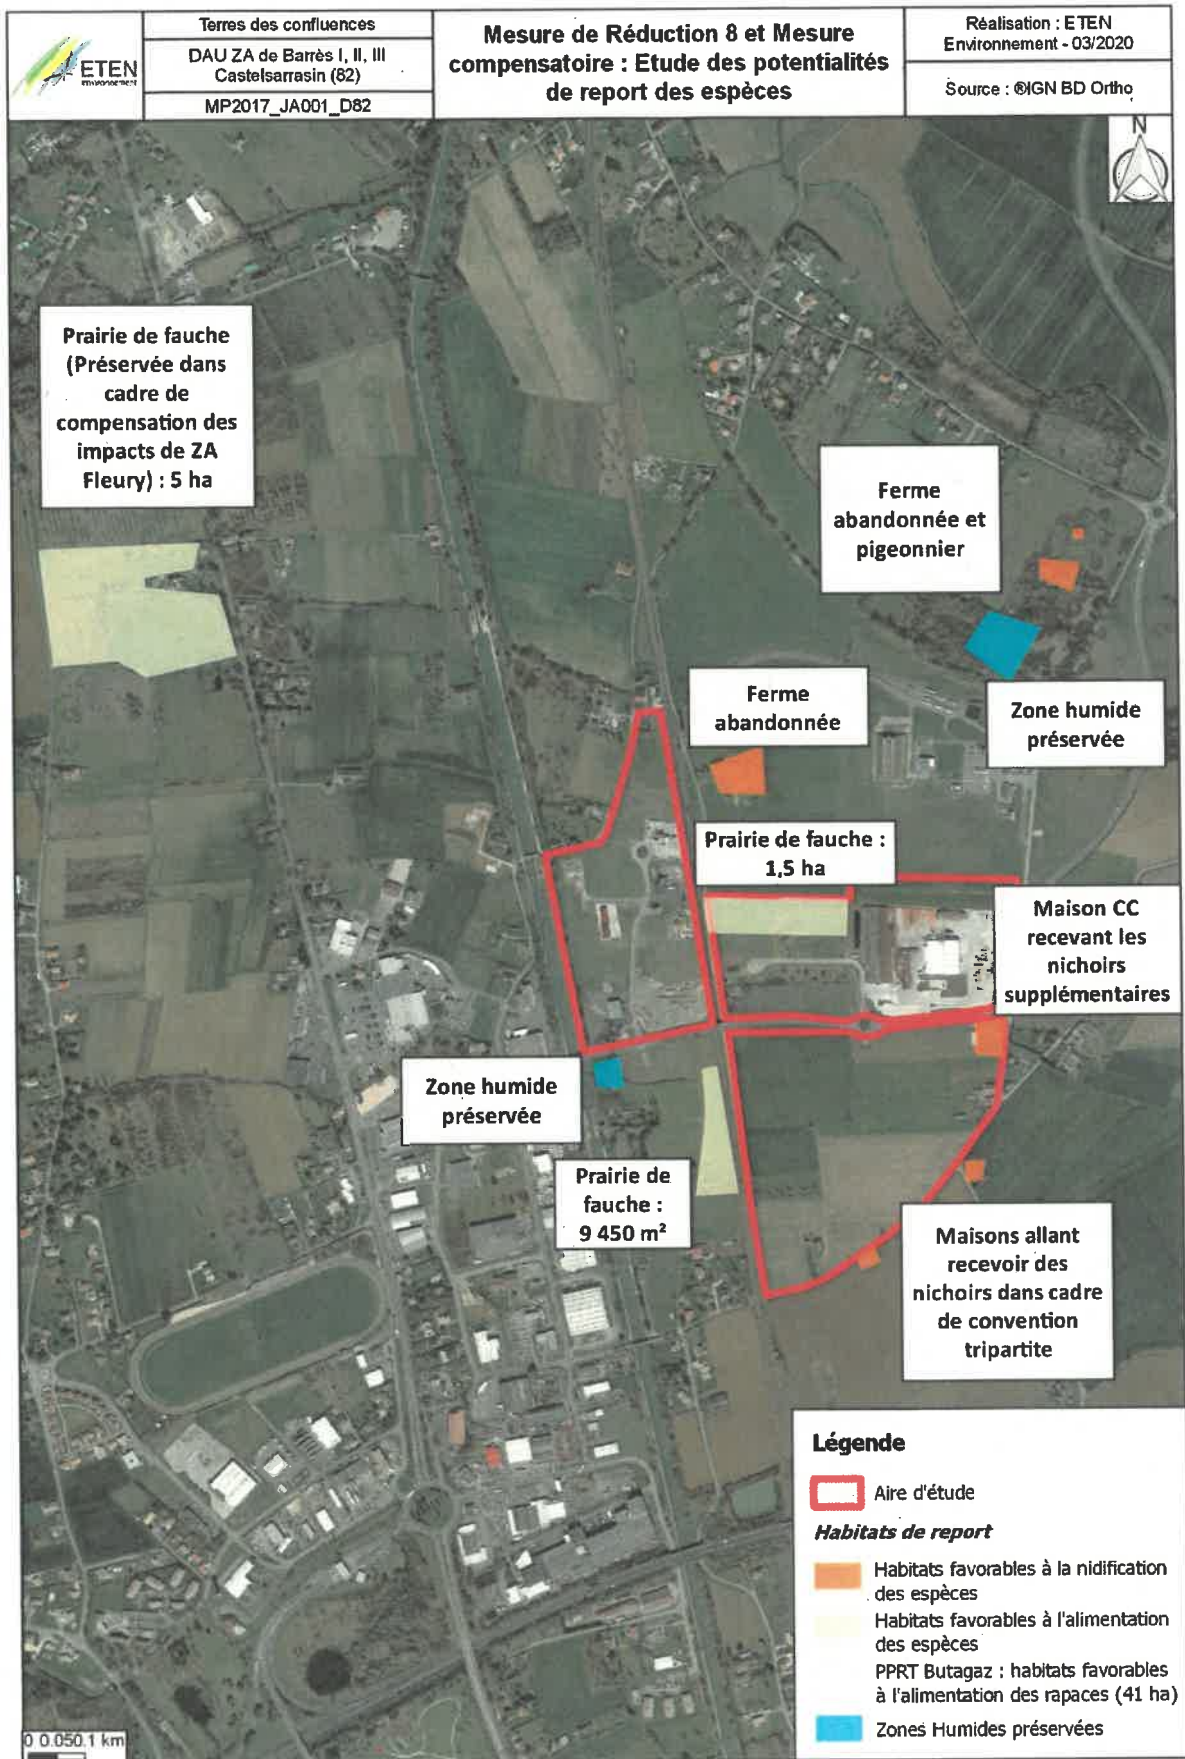 ETEN
ENVIRONNEMENT
Terres des confluences
DAU ZA de Barrès I, II, III
Castelsarrasin (82)
MP2017_JA001_D82
Mesure de Réduction 8 et Mesure
compensatoire : Etude des potentialités
de report des espèces
Réalisation : ETEN
Environnement - 03/2020
Source : ®IGN BD Ortho
N
Prairie de fauche
(Préservée dans
cadre de
compensation des
impacts de ZA
Fleury) : 5 ha
Ferme
abandonnée et
pigeonnier
Ferme
abandonnée
Zone humide
préservée
Prairie de fauche :
1,5 ha
Maison CC
recevant les
nichoirs
supplémentaires
Zone humide
préservée
Prairie de
fauche :
9 450 m²
Maisons allant
recevoir des
nichoirs dans cadre
de convention
tripartite
Légende
Aire d'étude
Habitats de report
Habitats favorables à la nidification
des espèces
Habitats favorables à l'alimentation
des espèces
PPRT Butagaz : habitats favorables
à l'alimentation des rapaces (41 ha)
Zones Humides préservées
0 0.050.1 km